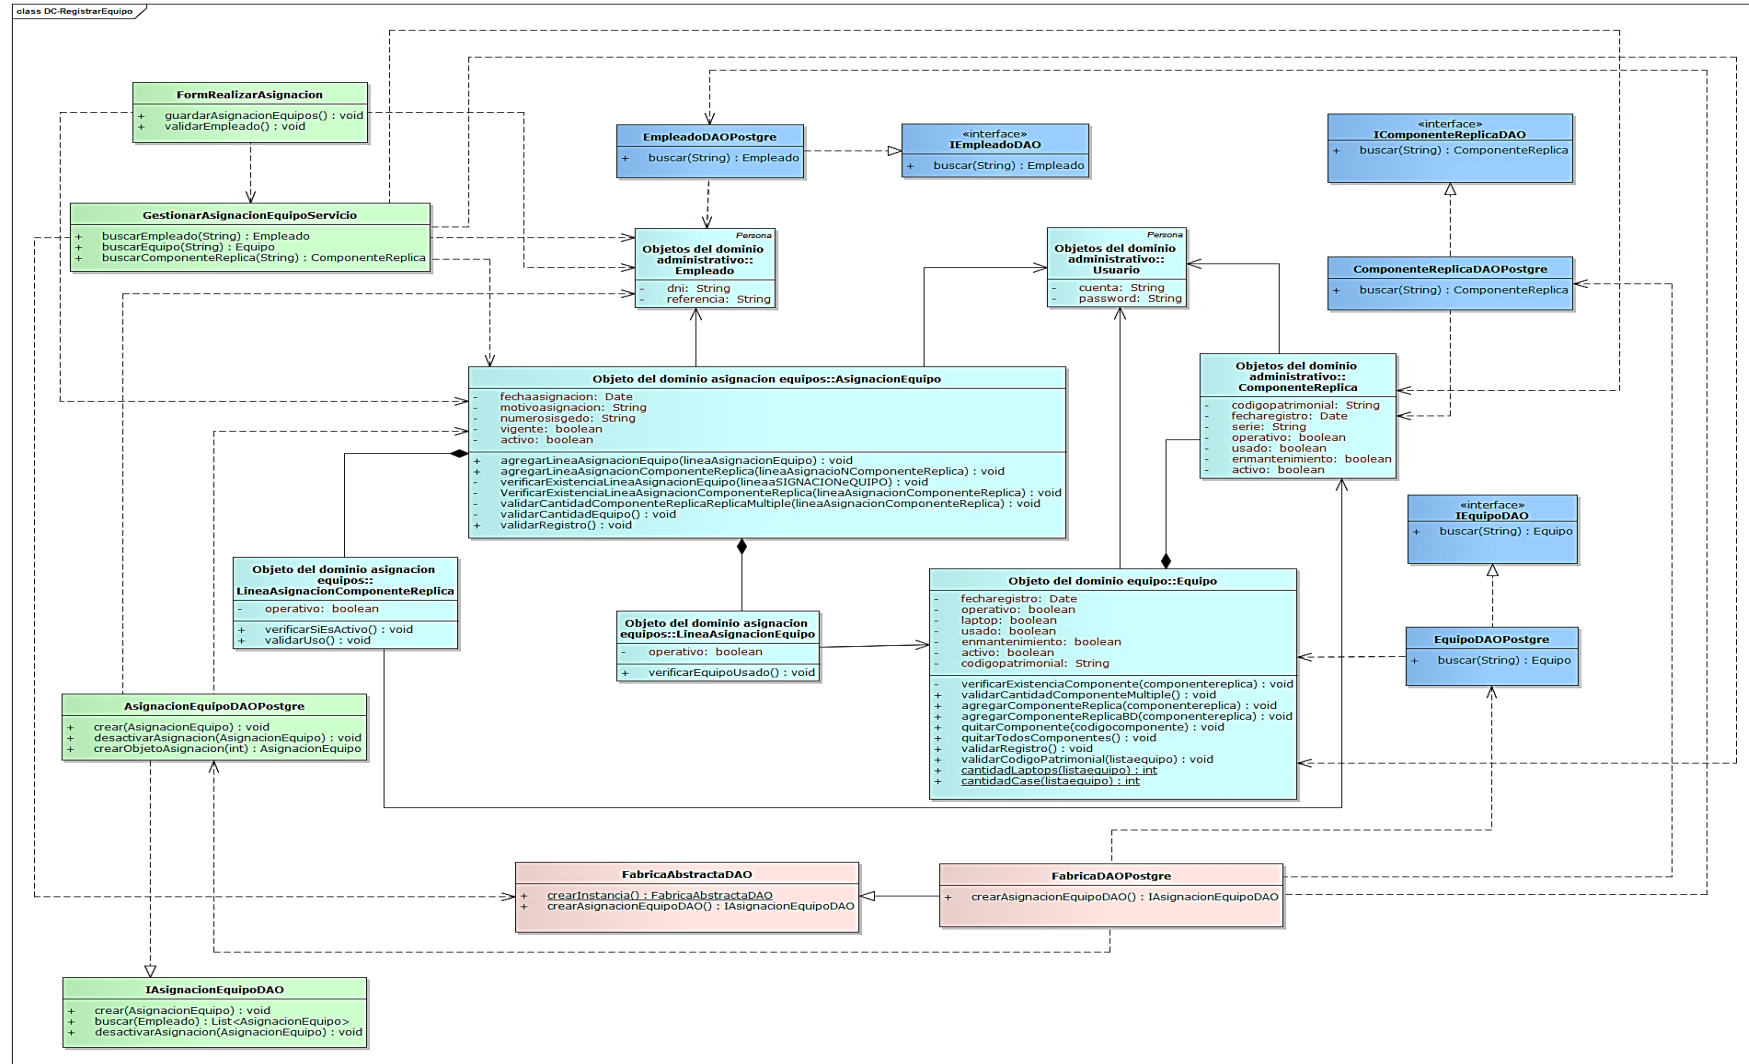 class DC-RegistrarEquipo
FormRealizarAsignacion
+ guardarAsignacionEquipos() : void
+ validarEmpleado() : void
GestionarAsignacionEquipoServicio
+ buscarEmpleado(String) : Empleado
+ buscarEquipo(String) : Equipo
+ buscarComponenteReplica(String) : ComponenteReplica
EmpleadoDAOPostgre
+ buscar(String) : Empleado
«interface»
IEmpleadoDAO
+ buscar(String) : Empleado
«interface»
IComponenteReplicaDAO
+ buscar(String) : ComponenteReplica
Persona
Objetos del dominio
administrativo::
Empleado
- dni: String
- referencia: String
Persona
Objetos del dominio
administrativo::
Usuario
- cuenta: String
- password: String
ComponenteReplicaDAOPostgre
+ buscar(String) : ComponenteReplica
Objeto del dominio asignacion equipos::AsignacionEquipo
- fechaasignacion: Date
- motivoasignacion: String
- numerosisgedo: String
- vigente: boolean
- activo: boolean
+ agregarLineaAsignacionEquipo(lineaAsignacionEquipo) : void
+ agregarLineaAsignacionComponenteReplica(lineaAsignacioNComponenteReplica) : void
- verificarExistenciaLineaAsignacionEquipo(lineaaSIGNACIONeQUIPO) : void
- VerificarExistenciaLineaAsignacionComponenteReplica(lineaAsignacionComponenteReplica) : void
- validarCantidadComponenteReplicaReplicaMultiple(lineaAsignacionComponenteReplica) : void
- validarCantidadEquipo() : void
+ validarRegistro() : void
Objetos del dominio
administrativo::
ComponenteReplica
- codigopatrimonial: String
- fecharegistro: Date
- serie: String
- operativo: boolean
- usado: boolean
- enmantenimiento: boolean
- activo: boolean
«interface»
IEquipoDAO
+ buscar(String) : Equipo
Objeto del dominio asignacion
equipos::
LineaAsignacionComponenteReplica
- operativo: boolean
+ verificarSiEsActivo() : void
+ validarUso() : void
Objeto del dominio asignacion
equipos::LineaAsignacionEquipo
- operativo: boolean
+ verificarEquipoUsado() : void
Objeto del dominio equipo::Equipo
- fecharegistro: Date
- operativo: boolean
- laptop: boolean
- usado: boolean
- enmantenimiento: boolean
- activo: boolean
- codigopatrimonial: String
- verificarExistenciaComponente(componentereplica) : void
+ validarCantidadComponenteMultiple() : void
+ agregarComponenteReplica(componentereplica) : void
+ agregarComponenteReplicaBD(componentereplica) : void
+ quitarComponente(codigocomponente) : void
+ quitarTodosComponentes() : void
+ validarRegistro() : void
+ validarCodigoPatrimonial(listaequipo) : void
+ cantidadLaptops(listaequipo) : int
+ cantidadCase(listaequipo) : int
EquipoDAOPostgre
+ buscar(String) : Equipo
AsignacionEquipoDAOPostgre
+ crear(AsignacionEquipo) : void
+ desactivarAsignacion(AsignacionEquipo) : void
+ crearObjetoAsignacion(int) : AsignacionEquipo
FabricaAbstractaDAO
+ crearInstancia() : FabricaAbstractaDAO
+ crearAsignacionEquipoDAO() : IAsignacionEquipoDAO
FabricaDAOPostgre
+ crearAsignacionEquipoDAO() : IAsignacionEquipoDAO
IAsignacionEquipoDAO
+ crear(AsignacionEquipo) : void
+ buscar(Empleado) : List<AsignacionEquipo>
+ desactivarAsignacion(AsignacionEquipo) : void